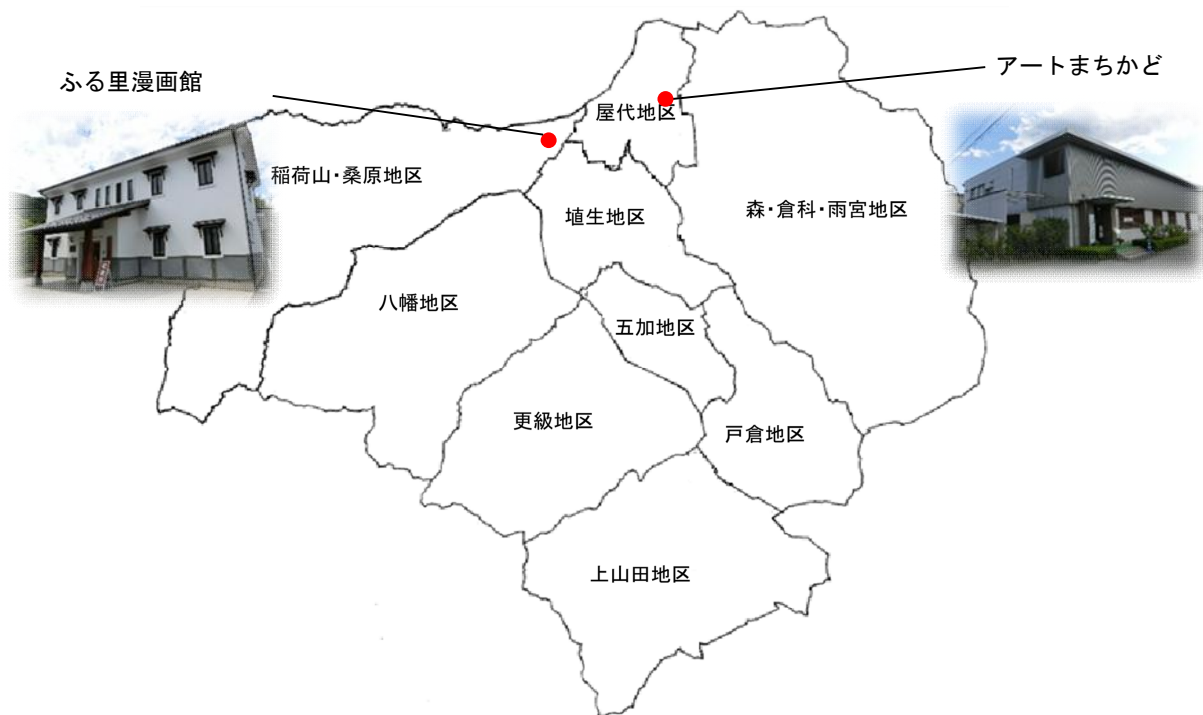 アートまちかど
ふる里漫画館
屋代地区
稲荷山・桑原地区
森・倉科・雨宮地区
埴生地区
八幡地区
五加地区
更級地区
戸倉地区
上山田地区